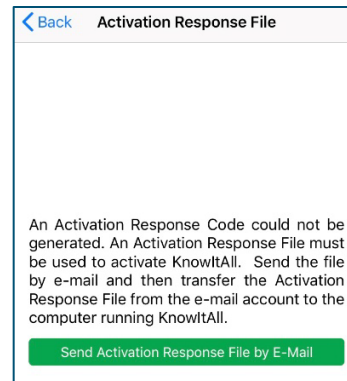 Back Activation Response File
An Activation Response Code could not be
generated. An Activation Response File must
be used to activate KnowItAll. Send the file
by e-mail and then transfer the Activation
Response File from the e-mail account to the
computer running KnowItAll.
Send Activation Response File by E-Mail